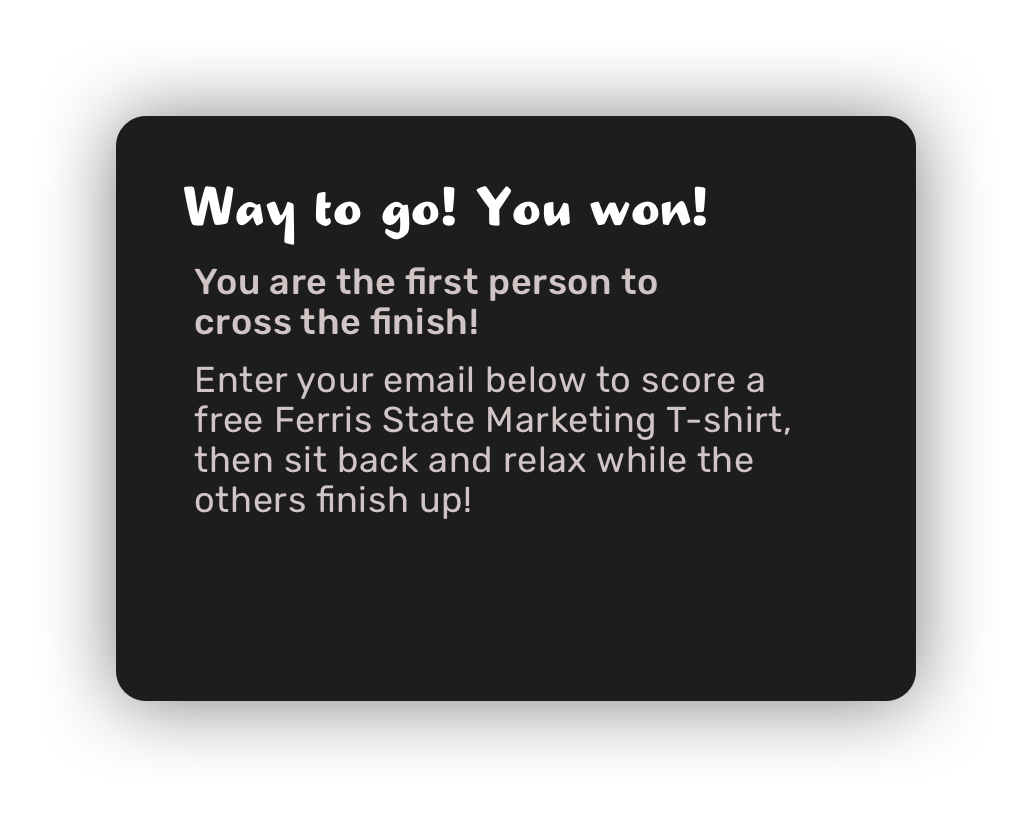 Way to go! You won!
You are the first person to
cross the finish!
Enter your email below to score a
free Ferris State Marketing T-shirt,
then sit back and relax while the
others finish up!